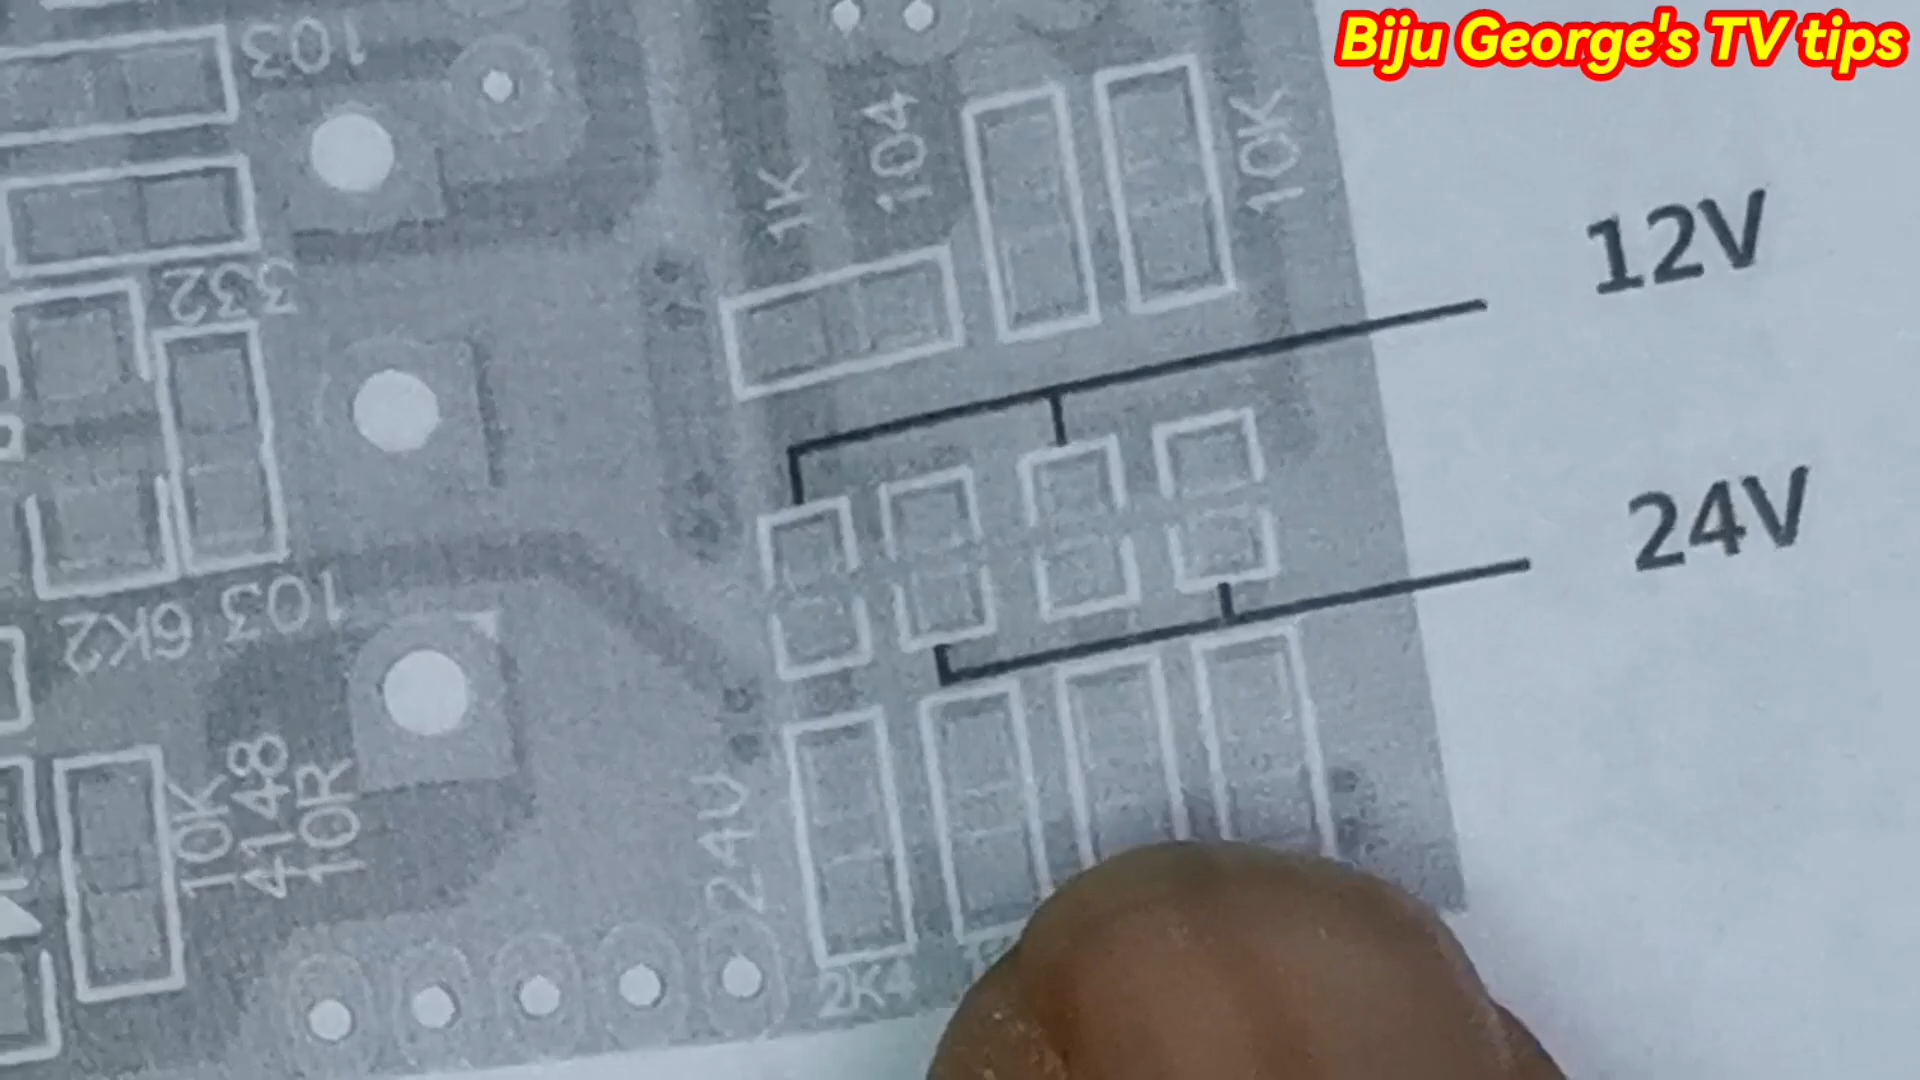 Biju George's TV tips
103
104
10K
1K
12V
332
24V
103
6K2
10K
4148
10R
24V
2K4